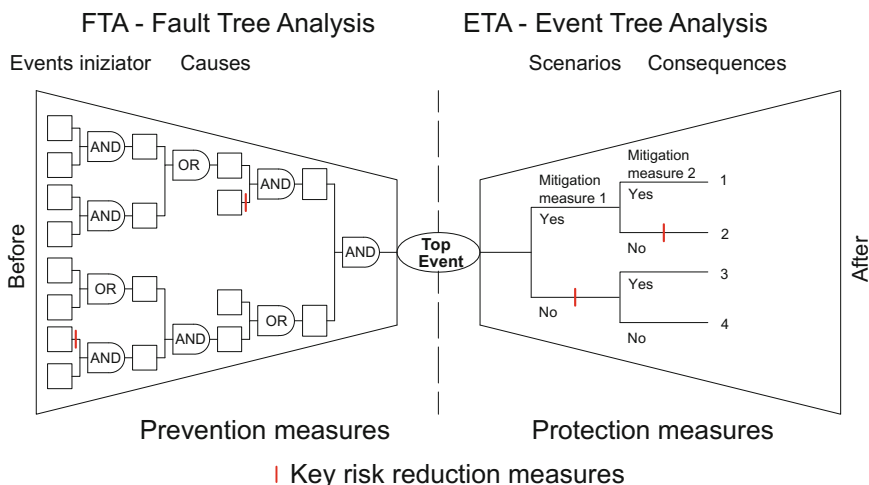 FTA - Fault Tree Analysis
ETA - Event Tree Analysis
Events iniziator
Causes
Scenarios
Consequences
Before
AND
OR
AND
AND
OR
AND
AND
OR
AND
Top
Event
Mitigation
measure 1
Yes
No
Mitigation
measure 2
Yes
1
No
2
Yes
3
No
4
After
Prevention measures
Protection measures
Key risk reduction measures